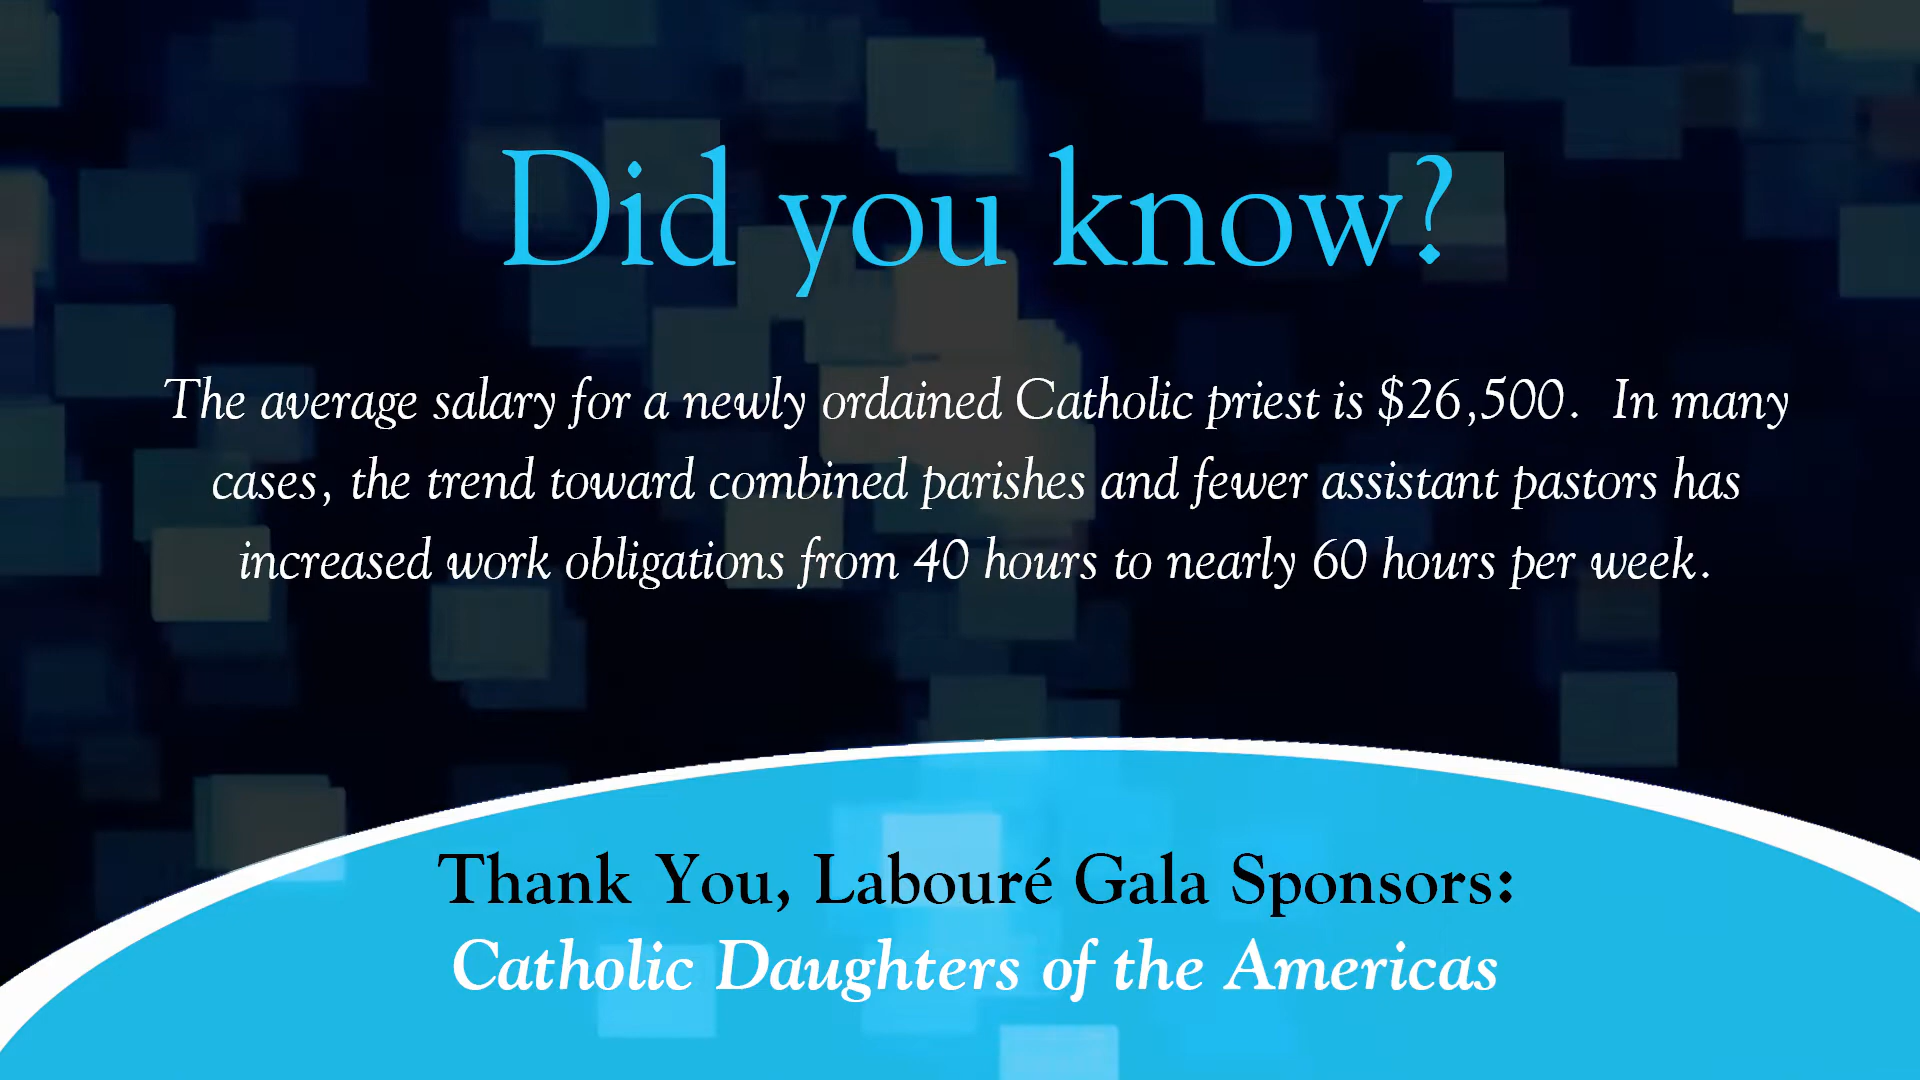 Did you know?
The average salary for a newly ordained Catholic priest is $26,500.  In many
cases, the trend toward combined parishes and fewer assistant pastors has
increased work obligations from 40 hours to nearly 60 hours per week.
Thank You, Labouré Gala Sponsors:
Catholic Daughters of the Americas